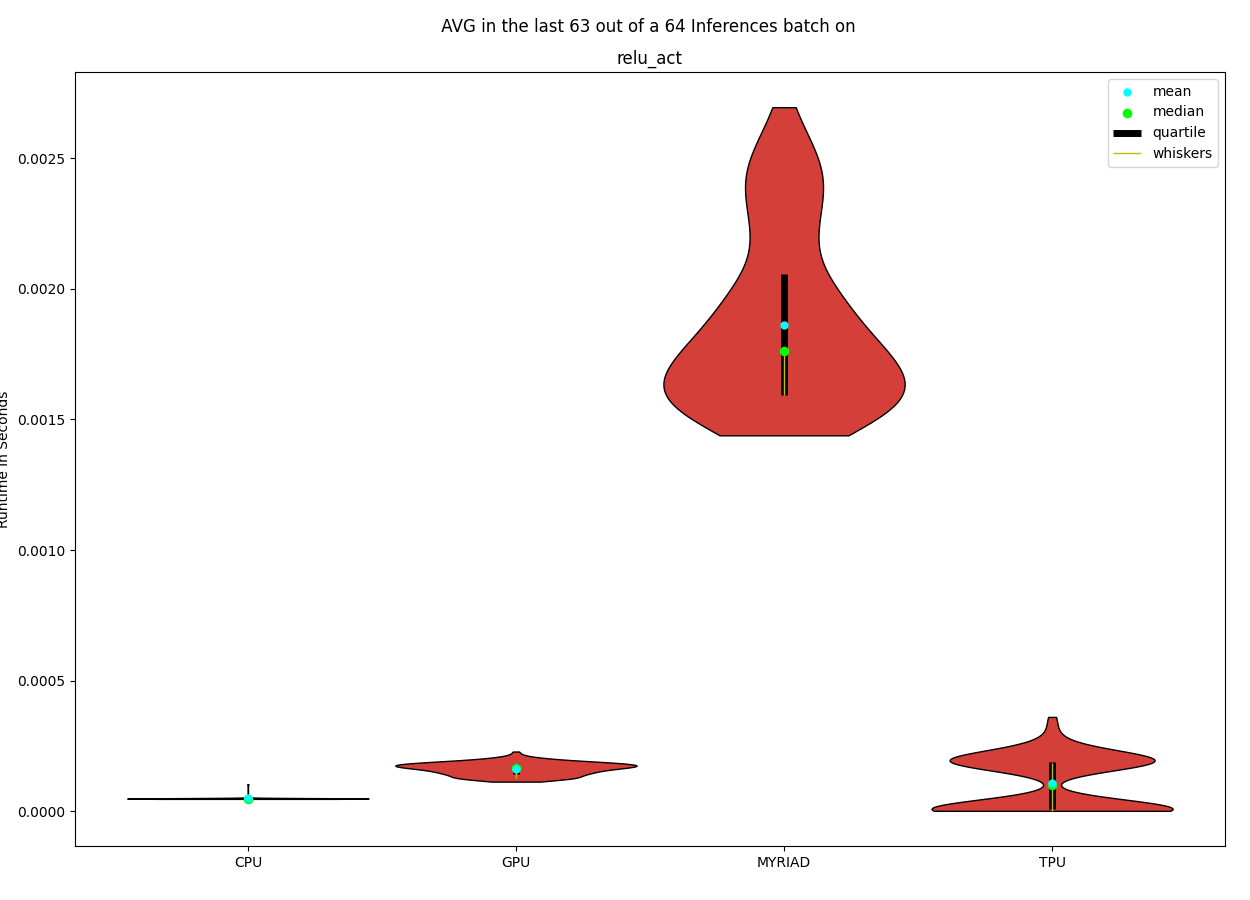 AVG in the last 63 out of a 64 Inferences batch on
relu_act
mean
median
quartile
whiskers
0.0025
0.0020
0.0015
0.0010
0.0005
0.0000
Runtime in Seconds
CPU
GPU
MYRIAD
TPU